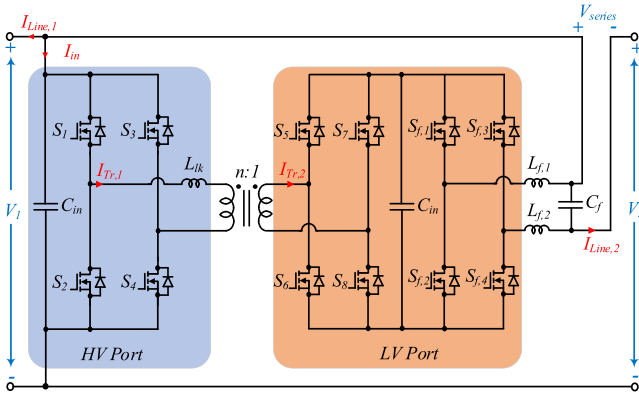 I_Line,1
V_series
+ -
+
I_in
+
S_1
S_3
S_5
S_7
S_f,1
S_f,3
L_lk
n:1
L_f,1
I_Tr,1
I_Tr,2
V_1
C_in
C_in
C_f
V
L_f,2
I_Line,2
S_2
S_4
S_6
S_8
S_f,2
S_f,4
HV Port
LV Port
-
-